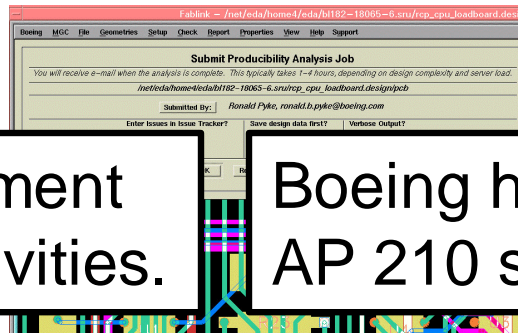 Fablink - /net/eda/home4/eda/bl182-18065-6.sru/rcp_cpu_loadboard.desi
Boeing MGC File Geometries Setup Check Report Properties View Help Support
Submit Producibility Analysis Job
You will receive e-mail when the analysis is complete. This typically takes 1-4 hours, depending on design complexity and server load.
/net/eda/home4/eda/bl182-18065-6.sru/rcp_cpu_loadboard.design/pcb
Submitted By: Ronald Pyke, ronald.b.pyke@boeing.com
Enter Issues in Issue Tracker? Save design data first? Verbose Output?
K Re
ment
vities.
Boeing h
AP 210 s